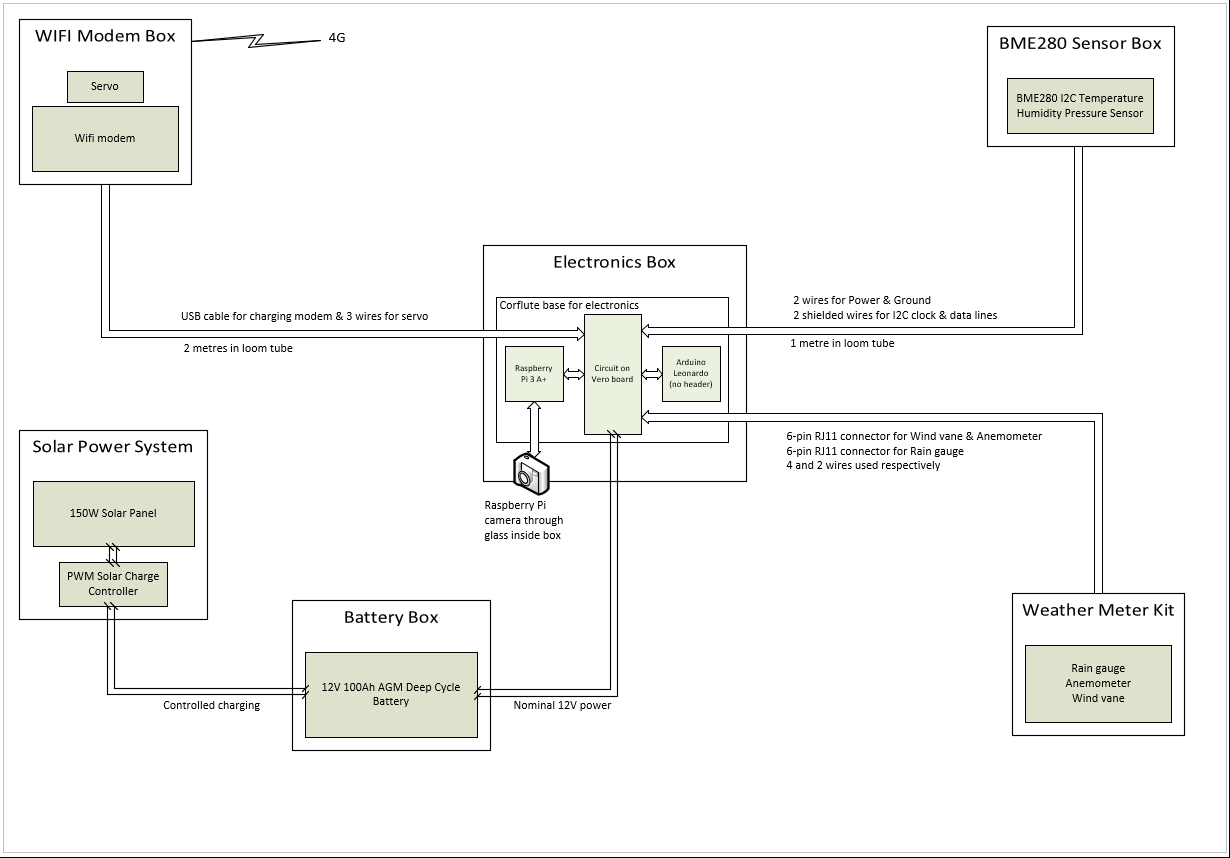 WIFI Modem Box
4G
Servo
Wifi modem
BME280 Sensor Box
BME280 I2C Temperature
Humidity Pressure Sensor
Electronics Box
Corflute base for electronics
USB cable for charging modem & 3 wires for servo
2 metres in loom tube
2 wires for Power & Ground
2 shielded wires for I2C clock & data lines
1 metre in loom tube
Raspberry
Pi 3 A+
Circuit on
Vero board
Arduino
Leonardo
(no header)
6-pin RJ11 connector for Wind vane & Anemometer
6-pin RJ11 connector for Rain gauge
4 and 2 wires used respectively
Raspberry Pi
camera through
glass inside box
Solar Power System
150W Solar Panel
PWM Solar Charge
Controller
Controlled charging
Battery Box
12V 100Ah AGM Deep Cycle
Battery
Nominal 12V power
Weather Meter Kit
Rain gauge
Anemometer
Wind vane